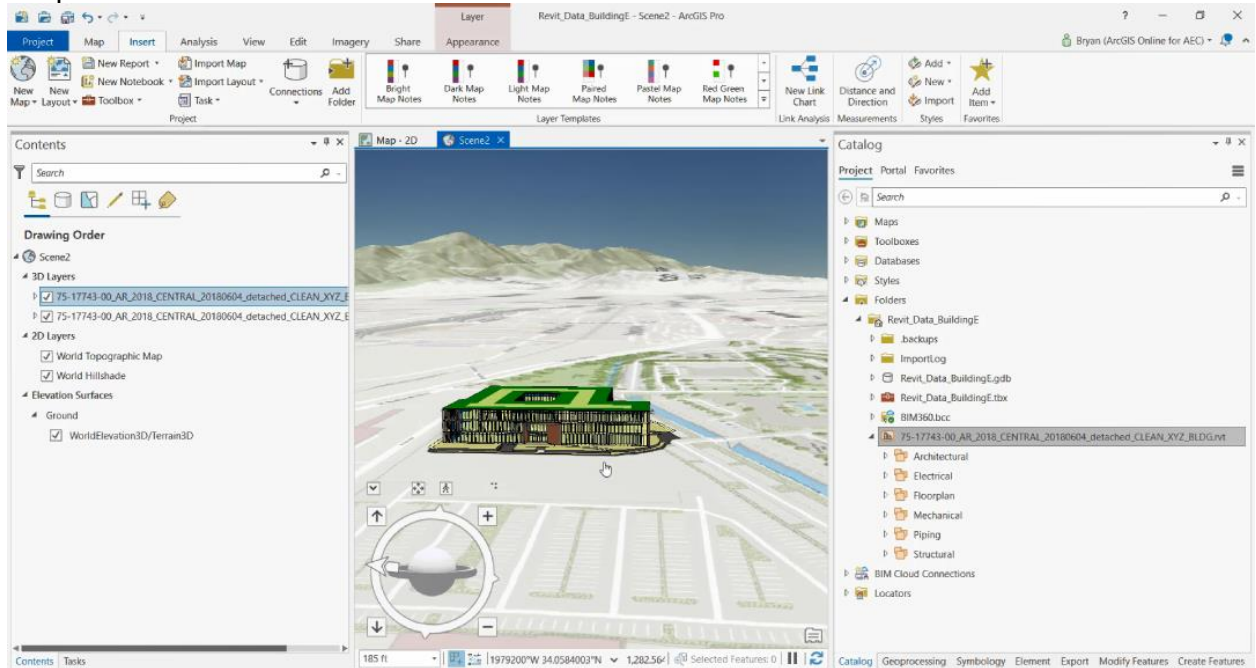 Layer
Revit_Data_BuildingE - Scene2 - ArcGIS Pro
? — X
Project Map Insert Analysis View Edit Imagery Share Appearance
Bryan (ArcGIS Online for AEC)
New Map
New Layout
New Report
New Notebook
Toolbox
Import Map
Import Layout
Task
Connections
Add Folder
Project
Bright Map Notes
Dark Map Notes
Light Map Notes
Paired Map Notes
Pastel Map Notes
Red Green Map Notes
Layer Templates
New Link Chart
Link Analysis
Distance and Direction
Measurements
Add
New
Import
Styles
Add Item
Favorites
Contents
Search
Drawing Order
Scene2
3D Layers
75-17743-00_AR_2018_CENTRAL_20180604_detached_CLEAN_XYZ_E
75-17743-00_AR_2018_CENTRAL_20180604_detached_CLEAN_XYZ_E
2D Layers
World Topographic Map
World Hillshade
Elevation Surfaces
Ground
WorldElevation3D/Terrain3D
Contents Tasks
Map - 2D Scene2
185 ft
1979200"W 34.0584003"N
1,282.56
Selected Features: 0
Catalog
Project Portal Favorites
Search
Maps
Toolboxes
Databases
Styles
Folders
Revit_Data_BuildingE
.backups
ImportLog
Revit_Data_BuildingE.gdb
Revit_Data_BuildingE.tbx
BIM360.bcc
75-17743-00_AR_2018_CENTRAL_20180604_detached_CLEAN_XYZ_BLDG.rvt
Architectural
Electrical
Floorplan
Mechanical
Piping
Structural
BIM Cloud Connections
Locators
Catalog Geoprocessing Symbology Element Export Modify Features Create Features